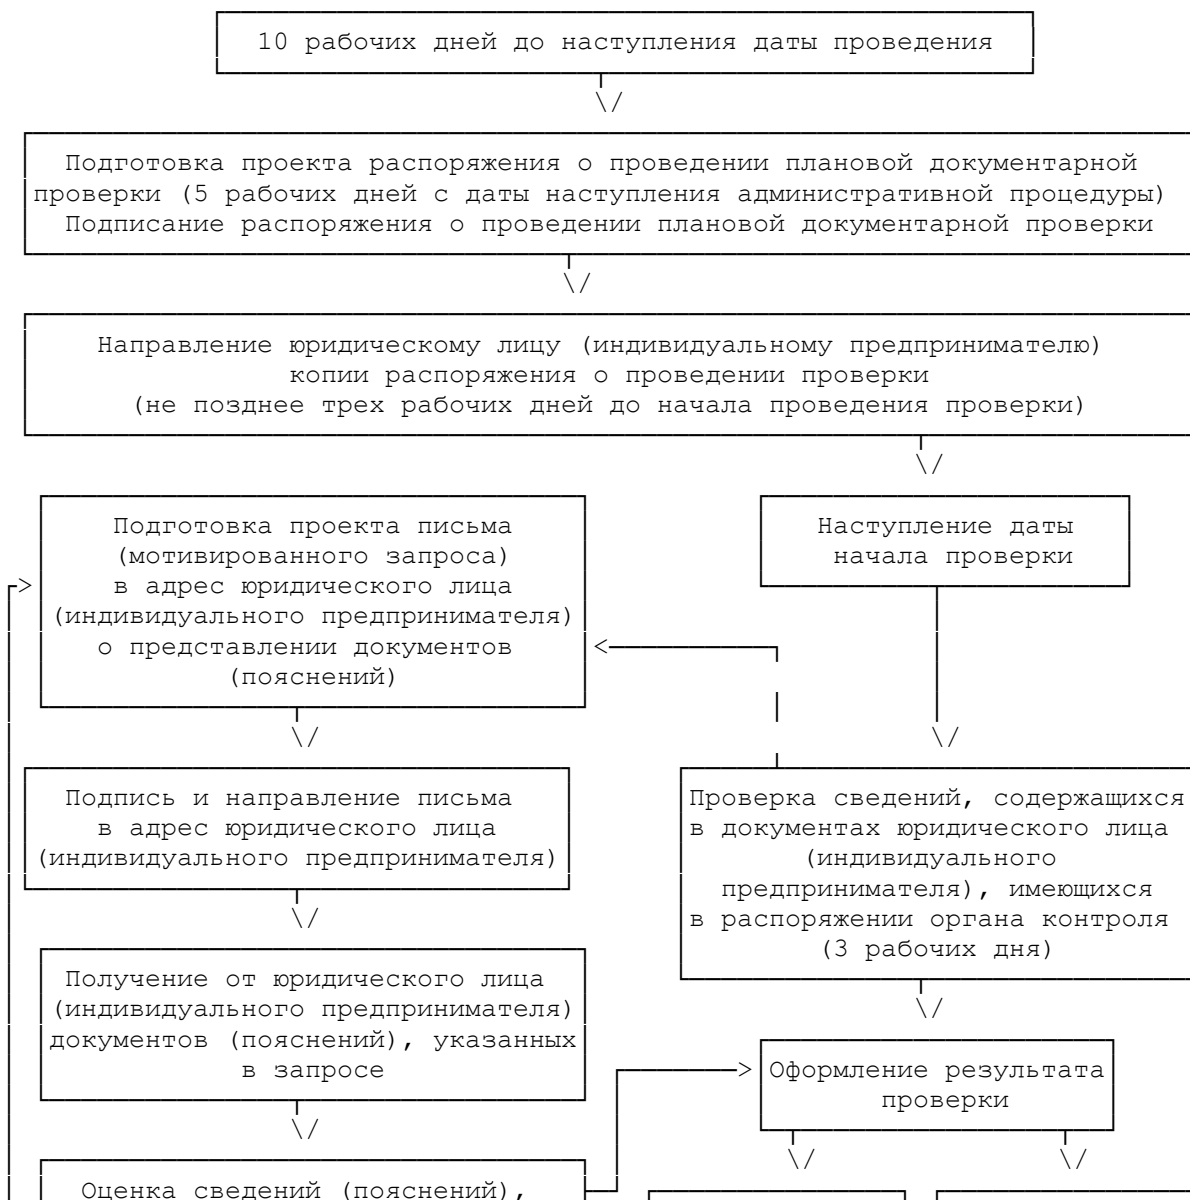 10 рабочих дней до наступления даты проведения
Подготовка проекта распоряжения о проведении плановой документарной
проверки (5 рабочих дней с даты наступления административной процедуры)
Подписание распоряжения о проведении плановой документарной проверки
Направление юридическому лицу (индивидуальному предпринимателю)
копии распоряжения о проведении проверки
(не позднее трех рабочих дней до начала проведения проверки)
Подготовка проекта письма
(мотивированного запроса)
в адрес юридического лица
(индивидуального предпринимателя)
о представлении документов
(пояснений)
Наступление даты
начала проверки
Подпись и направление письма
в адрес юридического лица
(индивидуального предпринимателя)
Проверка сведений, содержащихся
в документах юридического лица
(индивидуального
предпринимателя), имеющихся
в распоряжении органа контроля
(3 рабочих дня)
Получение от юридического лица
(индивидуального предпринимателя)
документов (пояснений), указанных
в запросе
Оформление результата
проверки
Оценка сведений (пояснений),